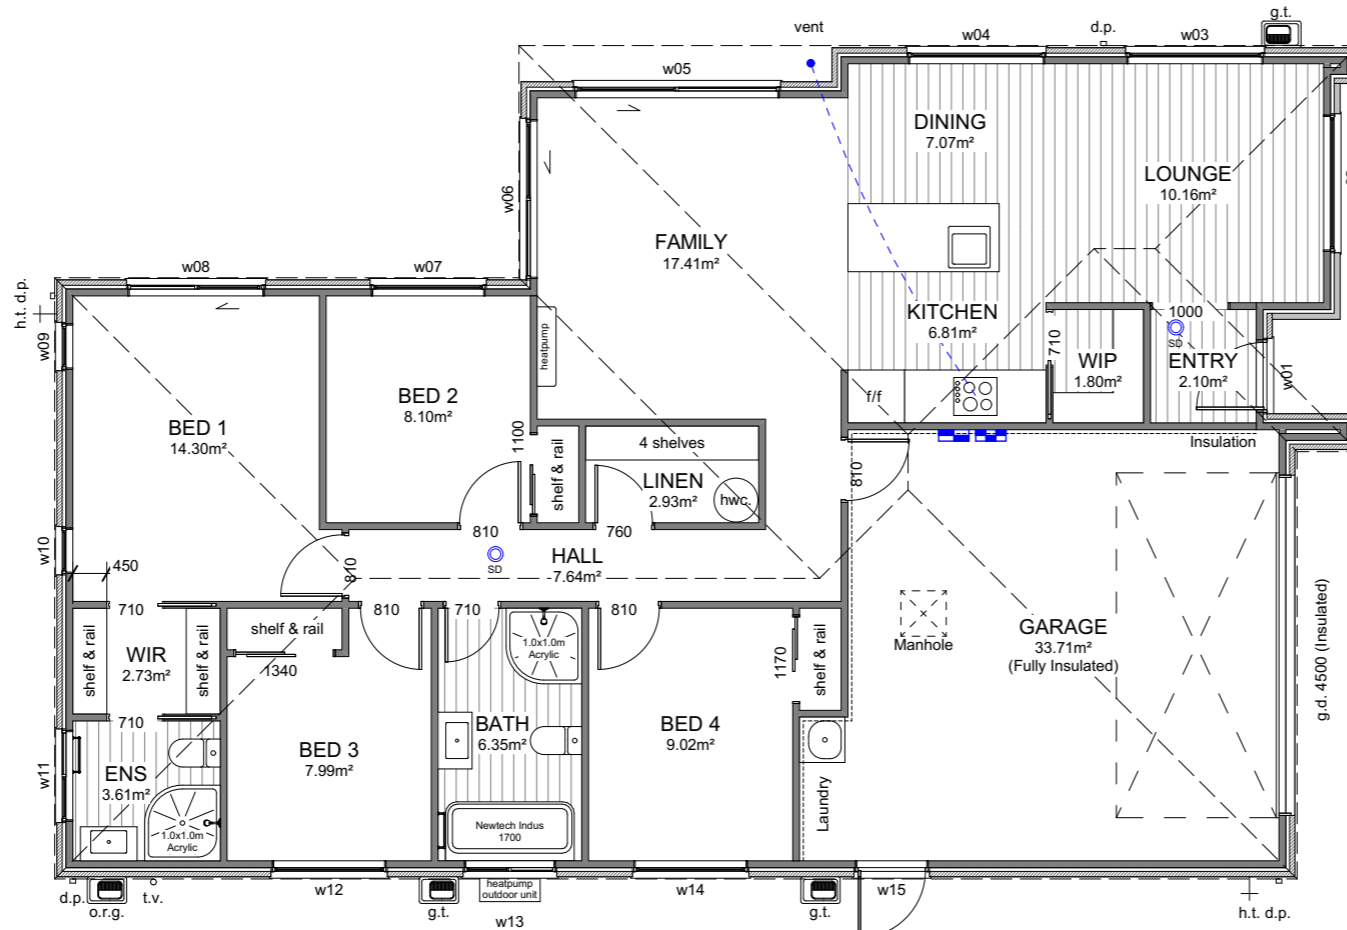 g.t.
vent
d.p.
w04
w03
w05
DINING
7.07m²
LOUNGE
10.16m²
w06
FAMILY
17.41m²
w08
w07
h.t. d.p.
KITCHEN
6.81m²
1000
SD
w09
heatpump
710
WIP
1.80m²
ENTRY
2.10m²
w01
BED 2
8.10m²
f/f
BED 1
14.30m²
1100
shelf & rail
4 shelves
Insulation
LINEN
2.93m²
hwc.
810
w10
810
760
HALL
7.64m²
SD
450
810
710
810
710
810
shelf & rail
WIR
2.73m²
shelf & rail
shelf & rail
1340
1.0x1.0m
Acrylic
1170
shelf & rail
Manhole
GARAGE
33.71m²
(Fully Insulated)
g.d. 4500 (Insulated)
710
BATH
6.35m²
BED 4
9.02m²
BED 3
7.99m²
w11
ENS
3.61m²
Laundry
1.0x1.0m
Acrylic
Newtech Indus
1700
d.p.
o.r.g.
t.v.
w12
g.t.
heatpump
outdoor unit
w13
w14
g.t.
w15
h.t. d.p.